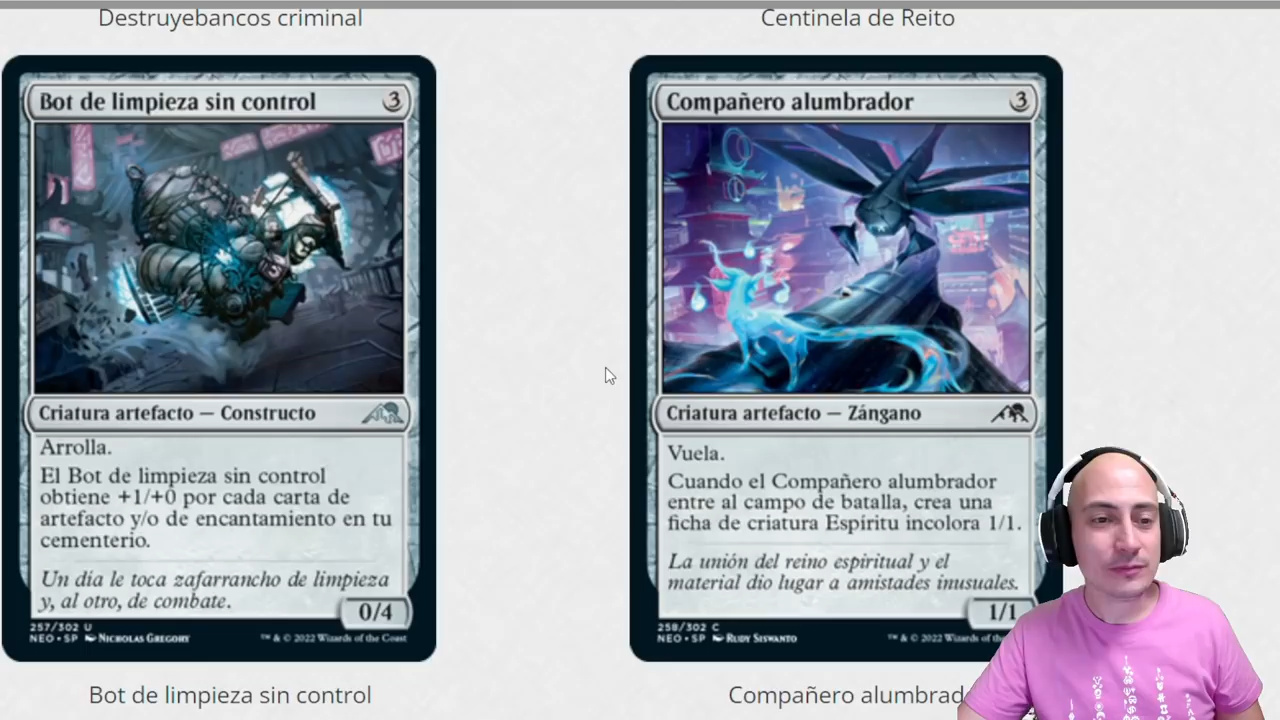 Destruyebancos criminal
Centinela de Reito
Bot de limpieza sin control
3
Criatura artefacto — Constructo
Arrolla.
El Bot de limpieza sin control
obtiene +1/+0 por cada carta de
artefacto y/o de encantamiento en tu
cementerio.
Un día le toca zafarrancho de limpieza
y, al otro, de combate.
0/4
257/302 U
NEO • SP Nicholas Gregory
™ & © 2022 Wizards of the Coast
Bot de limpieza sin control
Compañero alumbrador
3
Criatura artefacto — Zángano
Vuela.
Cuando el Compañero alumbrador
entre al campo de batalla, crea una
ficha de criatura Espíritu incolora 1/1.
La unión del reino espiritual y el
material dio lugar a amistades inusuales.
1/1
258/302 C
NEO • SP Rudy Siswanto
™ & © 2022 Wizards of the
Compañero alumbrad